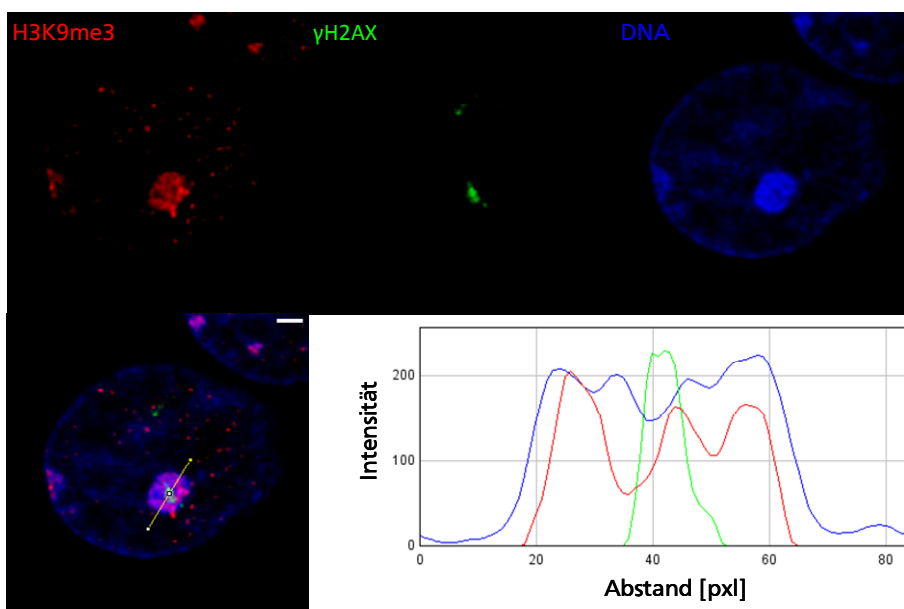 H3K9me3
γH2AX
DNA
Intensität
200
100
0
0 20 40 60 80
Abstand [pxl]